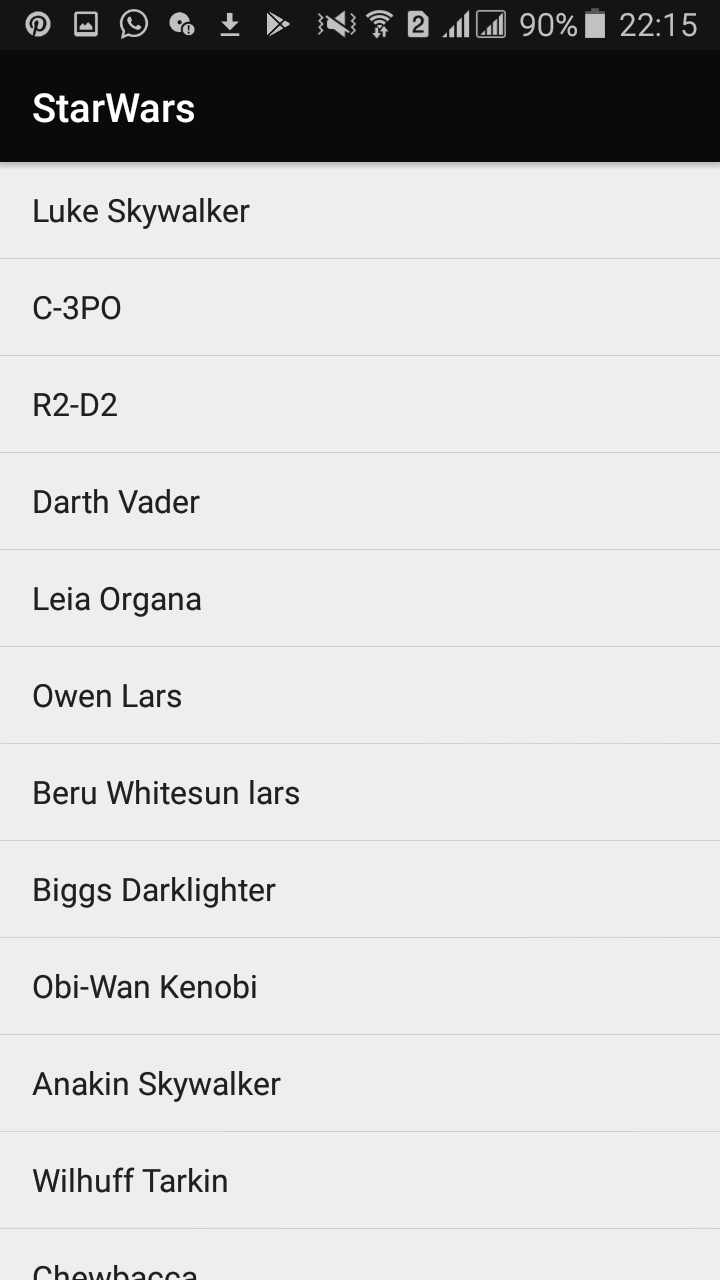 2 90% 22:15
StarWars
Luke Skywalker
C-3PO
R2-D2
Darth Vader
Leia Organa
Owen Lars
Beru Whitesun lars
Biggs Darklighter
Obi-Wan Kenobi
Anakin Skywalker
Wilhuff Tarkin
Chewbacca